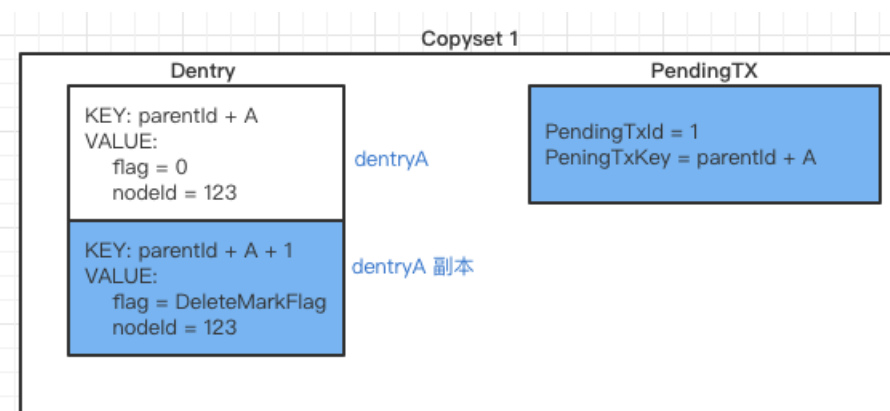 Copyset 1
Dentry
KEY: parentId + A
VALUE:
flag = 0
nodeId = 123
dentryA
KEY: parentId + A + 1
VALUE:
flag = DeleteMarkFlag
nodeId = 123
dentryA 副本
PendingTX
PendingTxId = 1
PeningTxKey = parentId + A